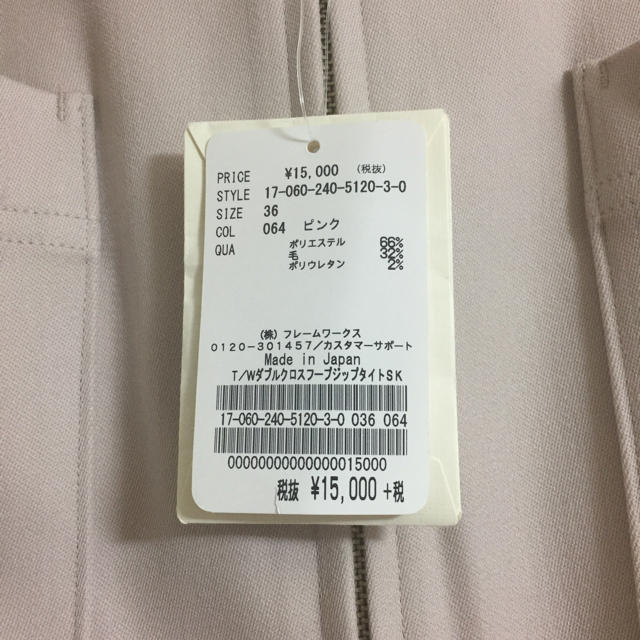 PRICE ¥15,000 (税抜)
STYLE 17-060-240-5120-3-0
SIZE 36
COL 064 ピンク
QUA ポリエステル 66%
毛 32%
ポリウレタン 2%
(株) フレームワークス
0120-301457/カスタマーサポート
Made in Japan
T/WダブルクロスフープジップタイトSK
17-060-240-5120-3-0 036 064
00000000000000015000
税抜 ¥15,000 +税